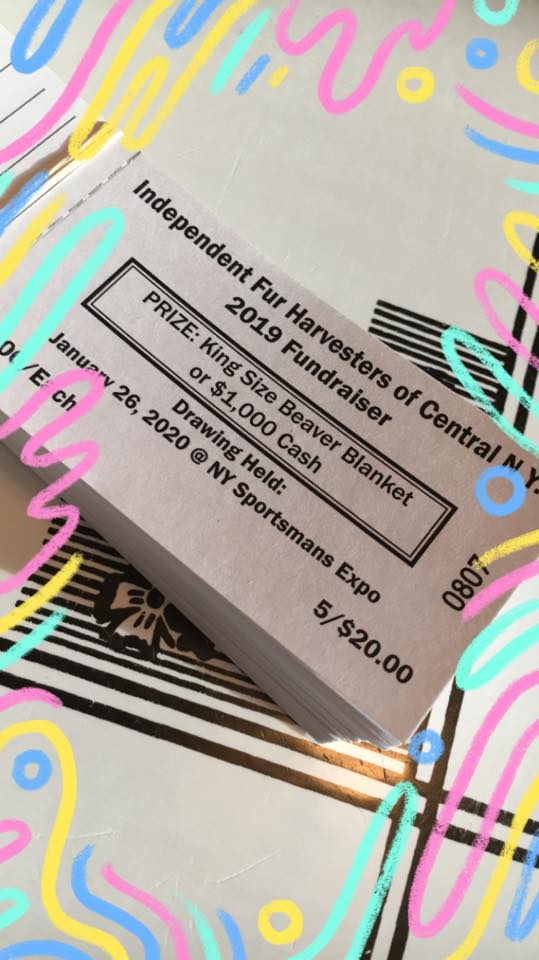 Independent Fur Harvesters of Central N.Y.
2019 Fundraiser
PRIZE: King Size Beaver Blanket
or $1,000 Cash
Drawing Held:
January 26, 2020 @ NY Sportsmans Expo
/Each
5/$20.00
0807